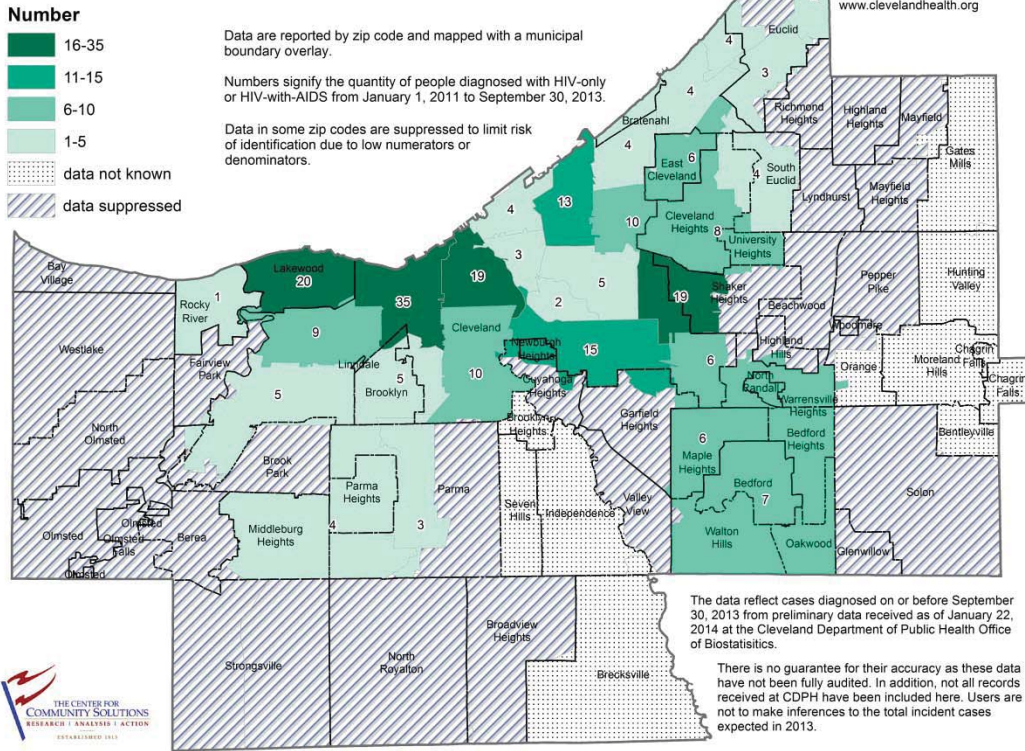 www.clevelandhealth.org
Number
16-35
11-15
6-10
1-5
data not known
data suppressed
Data are reported by zip code and mapped with a municipal
boundary overlay.
Numbers signify the quantity of people diagnosed with HIV-only
or HIV-with-AIDS from January 1, 2011 to September 30, 2013.
Data in some zip codes are suppressed to limit risk
of identification due to low numerators or
denominators.
Euclid
4
3
4
Bratenahl
4
Richmond
Heights
Highland
Heights
Mayfield
Gates
Mills
East
Cleveland
6
South
Euclid
4
Lyndhurst
Mayfield
Heights
13
4
10
Cleveland
Heights
8
University
Heights
3
5
2
19
Shaker
Heights
Beachwood
Pepper
Pike
Hunting
Valley
Woodmere
Highland
Hills
Orange
Moreland
Hills
Chagrin
Falls
Chagrin
Falls
Bentleyville
Bay
Village
Lakewood
20
35
19
Rocky
River
1
9
Cleveland
10
Westlake
Fairview
Park
Linndale
5
Brooklyn
5
Newburgh
Heights
15
Cuyahoga
Heights
6
North
Randall
Warrensville
Heights
Brooklyn
Heights
Garfield
Heights
6
Maple
Heights
Bedford
Heights
Bedford
7
North
Olmsted
Brook
Park
Parma
Heights
Parma
4
3
Seven
Hills
Independence
Valley
View
Walton
Hills
Oakwood
Solon
Glenwillow
Olmsted
Olmsted
Falls
Olmsted
Berea
Middleburg
Heights
Strongsville
North
Royalton
Broadview
Heights
Brecksville
The data reflect cases diagnosed on or before September
30, 2013 from preliminary data received as of January 22,
2014 at the Cleveland Department of Public Health Office
of Biostatisitics.
There is no guarantee for their accuracy as these data
have not been fully audited. In addition, not all records
received at CDPH have been included here. Users are
not to make inferences to the total incident cases
expected in 2013.
THE CENTER FOR
COMMUNITY SOLUTIONS
RESEARCH | ANALYSIS | ACTION
ESTABLISHED 1913